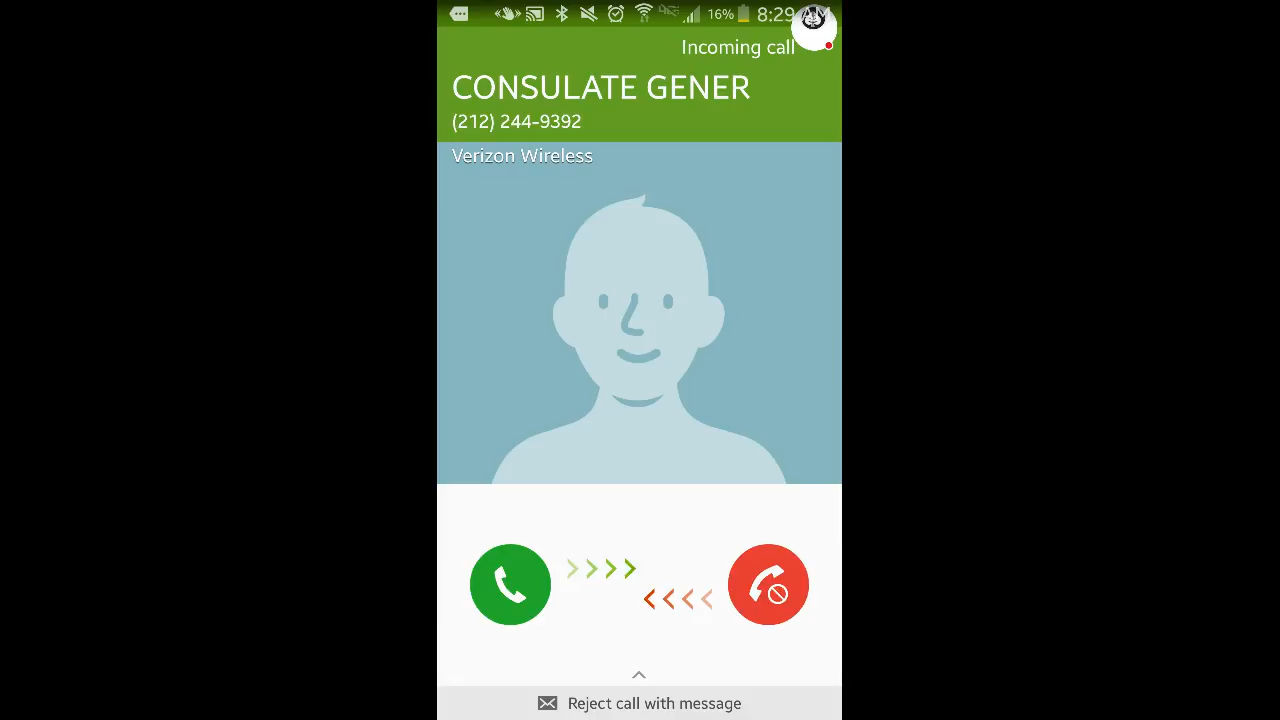 16% 8:29
Incoming call
CONSULATE GENER
(212) 244-9392
Verizon Wireless
Reject call with message